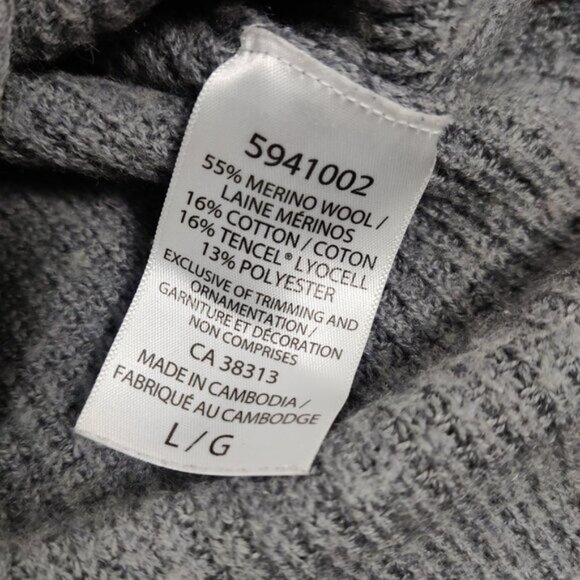 5941002
55% MERINO WOOL /
LAINE MÉRINOS
16% COTTON / COTON
16% TENCEL® LYOCELL
13% POLYESTER
EXCLUSIVE OF TRIMMING AND
ORNAMENTATION /
GARNITURE ET DÉCORATION
NON COMPRISES
CA 38313
MADE IN CAMBODIA /
FABRIQUÉ AU CAMBODGE
L / G